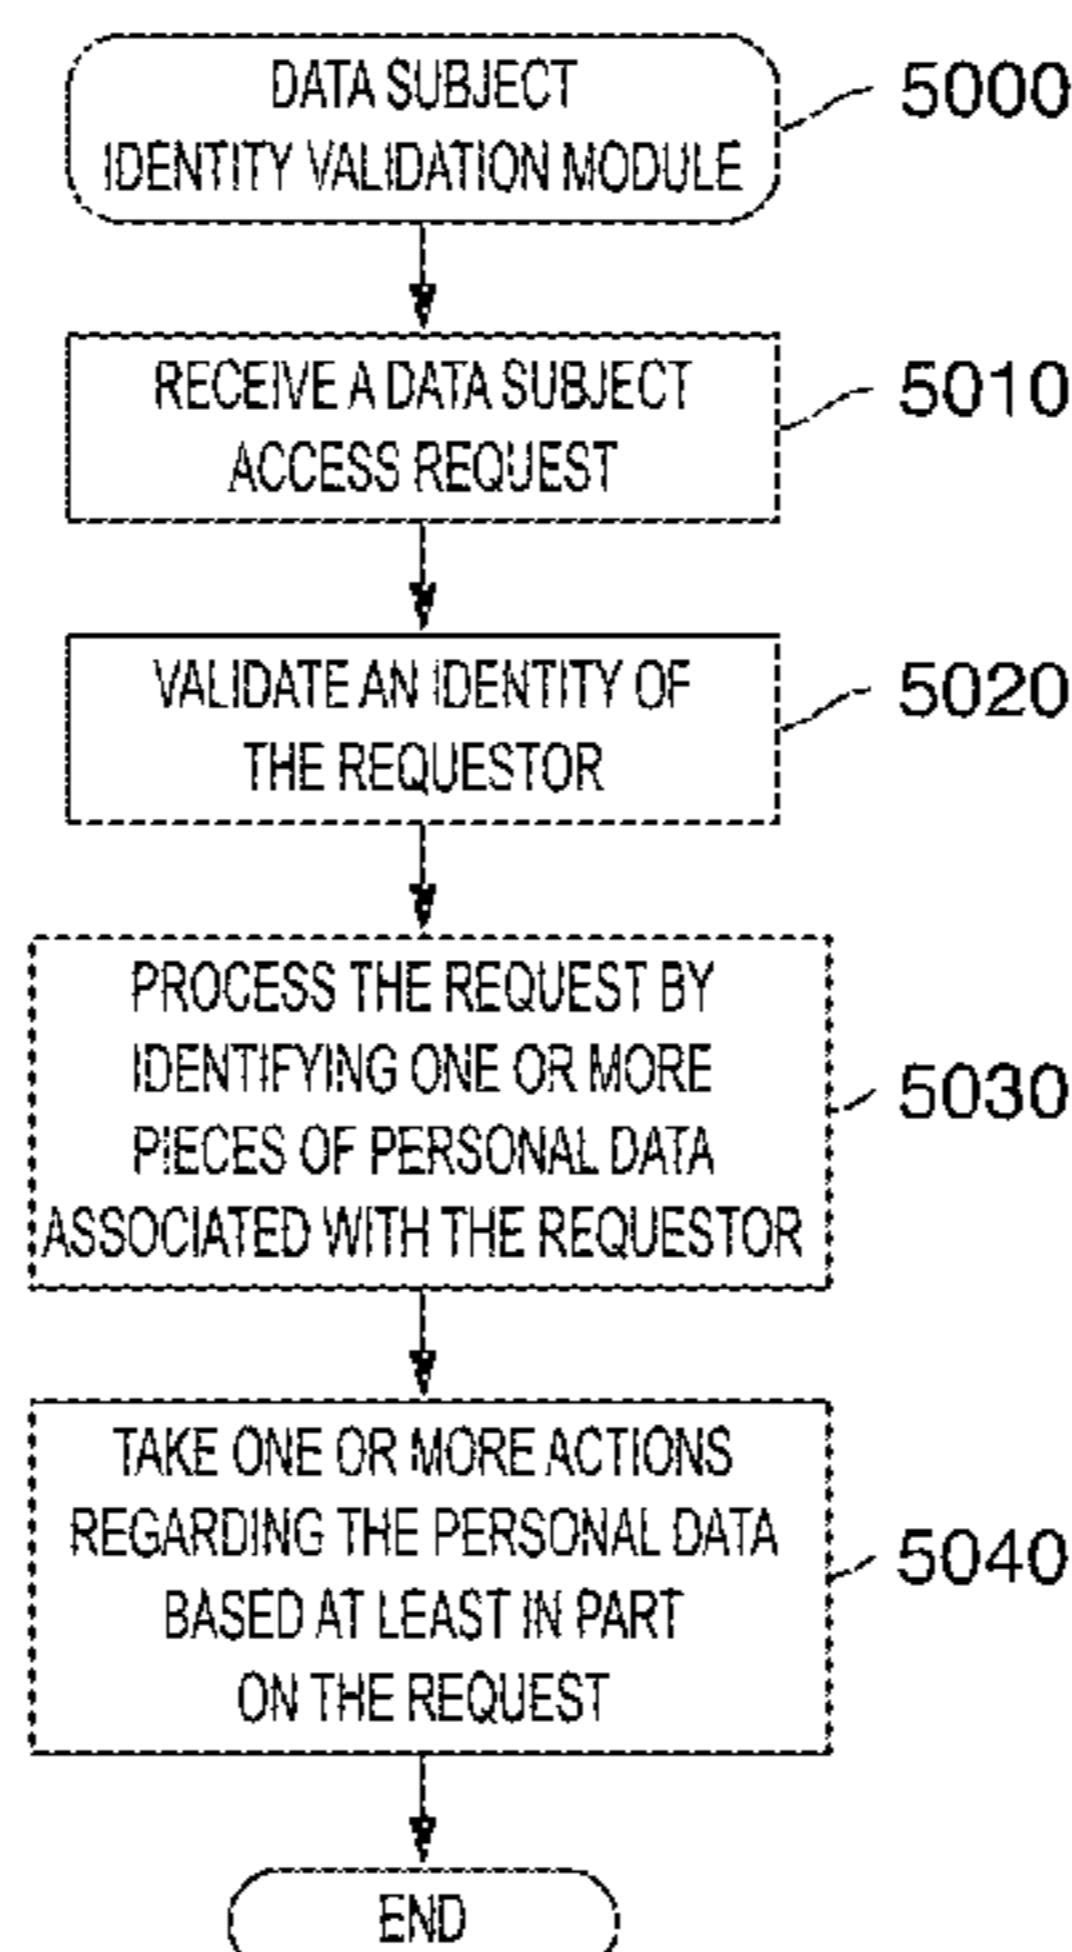 DATA SUBJECT
IDENTITY VALIDATION MODULE
5000
RECEIVE A DATA SUBJECT
ACCESS REQUEST
5010
VALIDATE AN IDENTITY OF
THE REQUESTOR
5020
PROCESS THE REQUEST BY
IDENTIFYING ONE OR MORE
PIECES OF PERSONAL DATA
ASSOCIATED WITH THE REQUESTOR
5030
TAKE ONE OR MORE ACTIONS
REGARDING THE PERSONAL DATA
BASED AT LEAST IN PART
ON THE REQUEST
5040
END